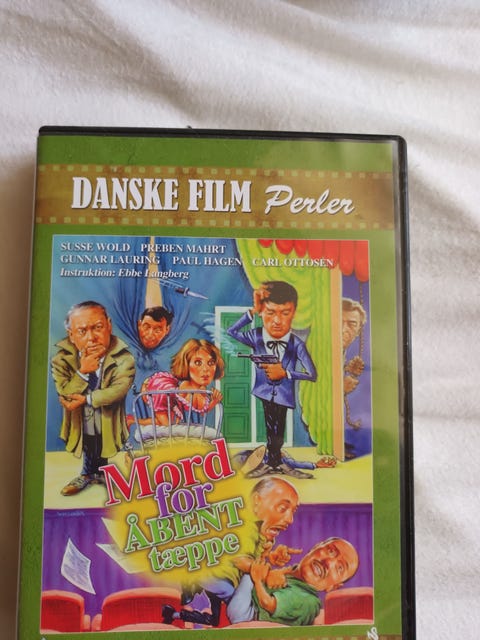 DANSKE FILM Perler
SUSSE WOLD PREBEN MAHRT
GUNNAR LAURING PAUL HAGEN CARL OTTOSEN
Instruktion: Ebbe Langberg
Mord
for
ÅBENT
tæppe